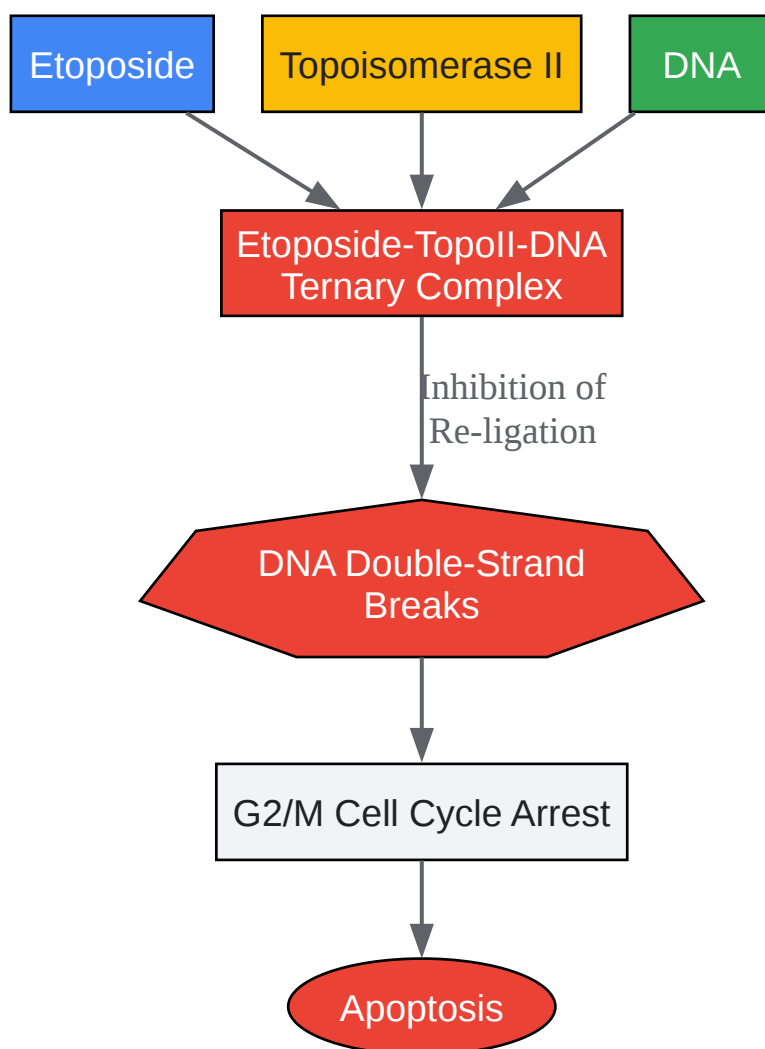 Etoposide
Topoisomerase II
DNA
Etoposide-TopoII-DNA
Ternary Complex
Inhibition of
Re-ligation
DNA Double-Strand
Breaks
G2/M Cell Cycle Arrest
Apoptosis